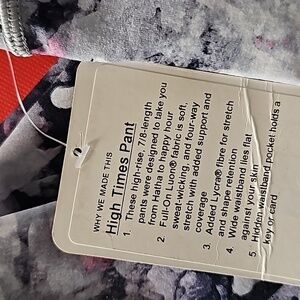 WHY WE MADE THIS
High Times Pant
1. These high-rise, 7/8-length
pants were designed to take you
from hatha to happy hour
2. Full-On Luon® fabric is soft,
sweat-wicking, and four-way
stretch with added support and
coverage
3. Added Lycra® fibre for stretch
and shape retention
4. Wide waistband lies flat
against your skin
5. Hidden waistband pocket holds a
key or card